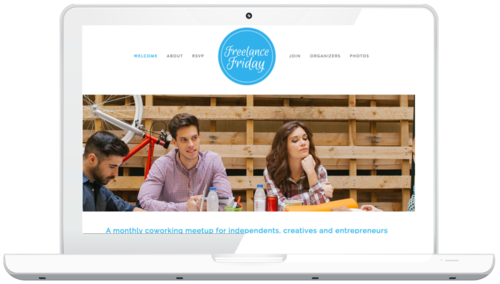 WELCOME ABOUT RSVP
Freelance
Friday
JOIN ORGANIZERS PHOTOS
A monthly coworking meetup for independents, creatives and entrepreneurs